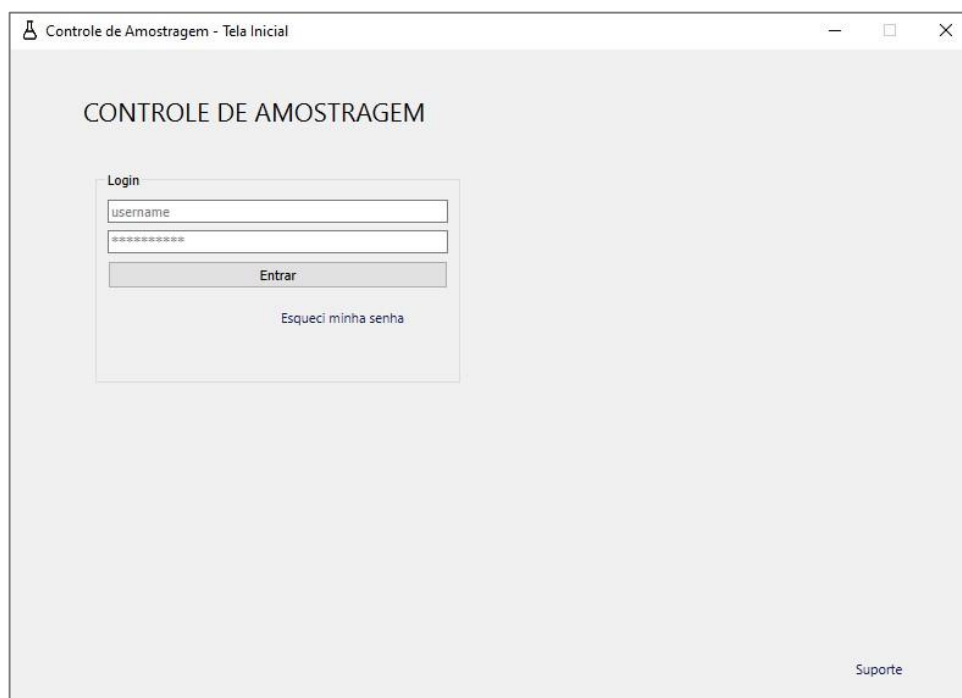 Controle de Amostragem - Tela Inicial
CONTROLE DE AMOSTRAGEM
Login
username
**********
Entrar
Esqueci minha senha
Suporte